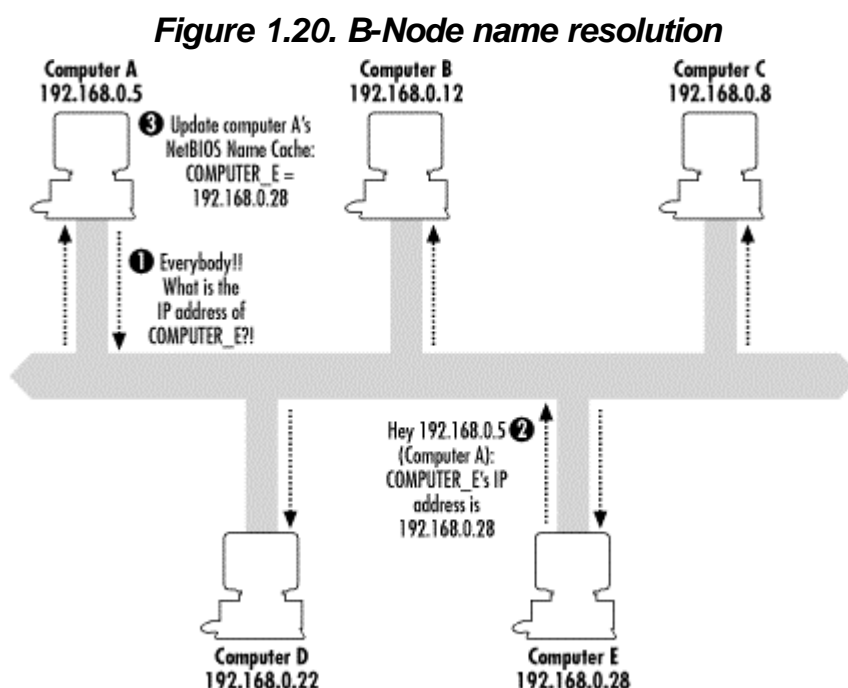 Figure 1.20. B-Node name resolution
Computer A
192.168.0.5
Computer B
192.168.0.12
Computer C
192.168.0.8
❸ Update computer A's
NetBIOS Name Cache:
COMPUTER_E =
192.168.0.28
❶ Everybody!!
What is the
IP address of
COMPUTER_E?!
Hey 192.168.0.5 ❷
(Computer A):
COMPUTER_E's IP
address is
192.168.0.28
Computer D
192.168.0.22
Computer E
192.168.0.28